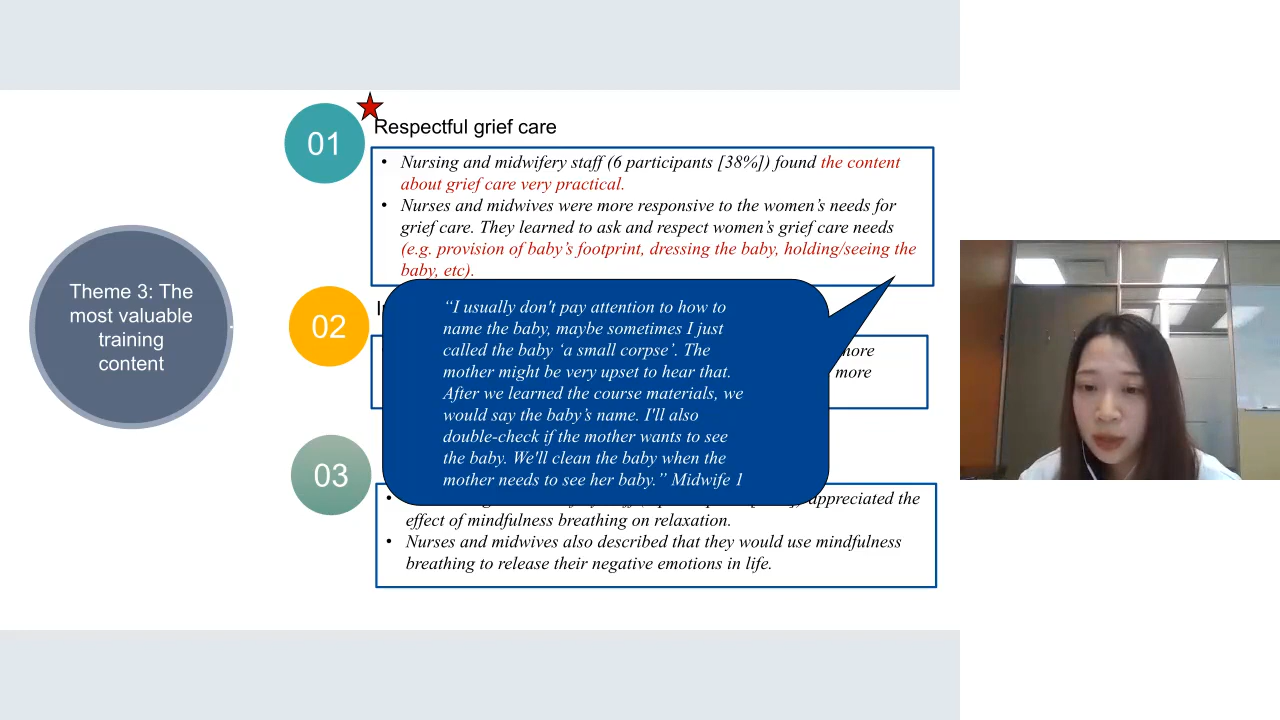 01
Respectful grief care
• Nursing and midwifery staff (6 participants [38%]) found the content
about grief care very practical.
• Nurses and midwives were more responsive to the women’s needs for
grief care. They learned to ask and respect women’s grief care needs
(e.g. provision of baby’s footprint, dressing the baby, holding/seeing the
baby, etc).
Theme 3: The
most valuable
training
content
02
more
more
“I usually don't pay attention to how to
name the baby, maybe sometimes I just
called the baby ‘a small corpse’. The
mother might be very upset to hear that.
After we learned the course materials, we
would say the baby’s name. I'll also
double-check if the mother wants to see
the baby. We'll clean the baby when the
mother needs to see her baby.” Midwife 1
03
appreciated the
effect of mindfulness breathing on relaxation.
• Nurses and midwives also described that they would use mindfulness
breathing to release their negative emotions in life.